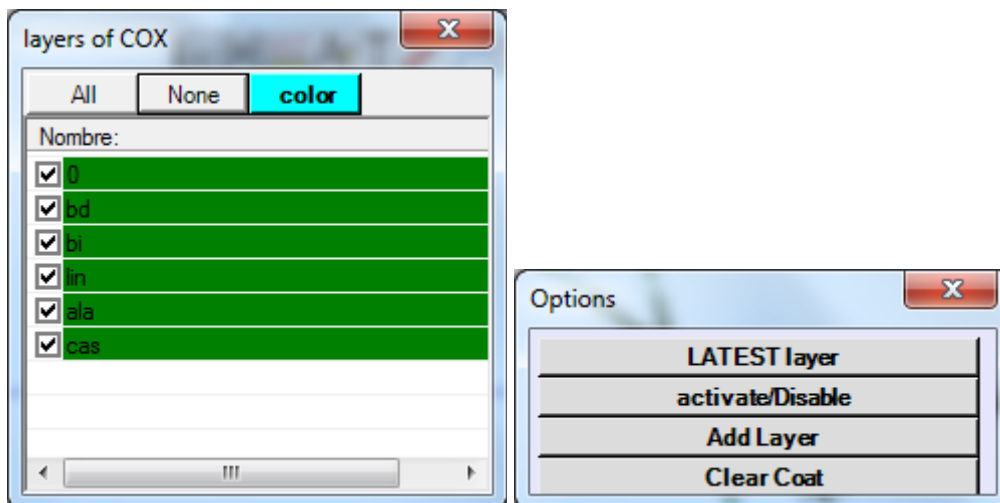 layers of COX
All None color
Nombre:
0
bd
bi
lin
ala
cas
Options
LATEST layer
activate/Disable
Add Layer
Clear Coat